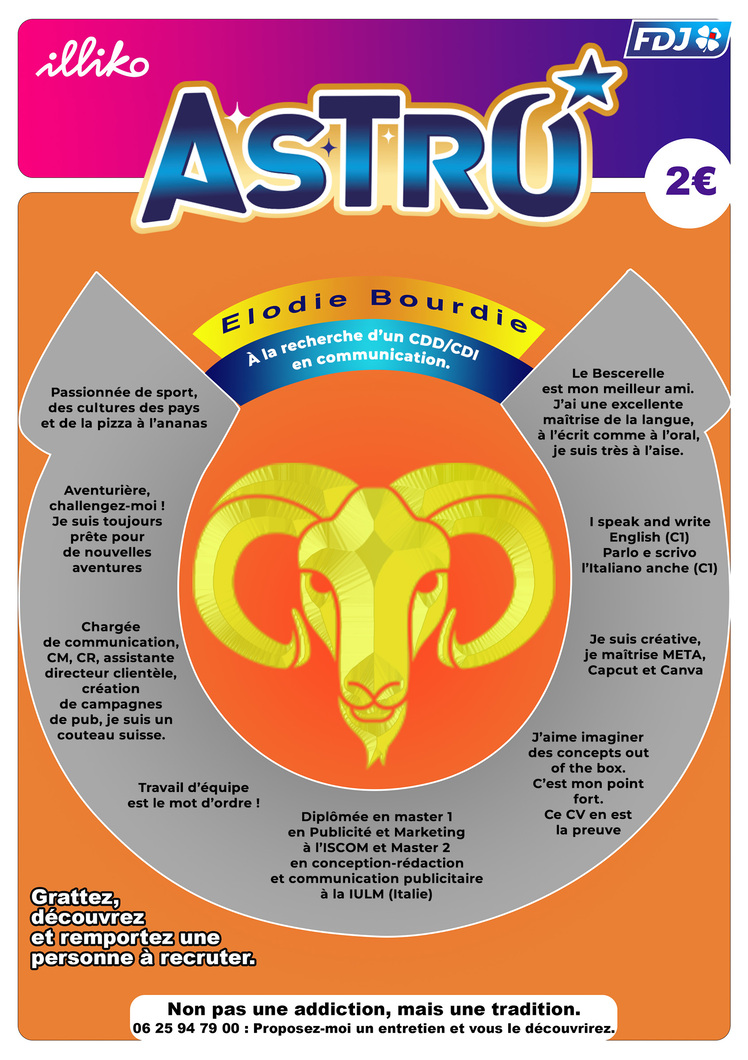 illiko
FDJ
ASTRO
2€
Elodie Bourdie
À la recherche d'un CDD/CDI
en communication.
Passionnée de sport,
des cultures des pays
et de la pizza à l'ananas
Aventurière,
challengez-moi !
Je suis toujours
prête pour
de nouvelles
aventures
Chargée
de communication,
CM, CR, assistante
directeur clientèle,
création
de campagnes
de pub, je suis un
couteau suisse.
Travail d'équipe
est le mot d'ordre !
Diplômée en master 1
en Publicité et Marketing
à l'ISCOM et Master 2
en conception-rédaction
et communication publicitaire
à la IULM (Italie)
Le Bescerelle
est mon meilleur ami.
J'ai une excellente
maîtrise de la langue,
à l'écrit comme à l'oral,
je suis très à l'aise.
I speak and write
English (C1)
Parlo e scrivo
l'Italiano anche (C1)
Je suis créative,
je maîtrise META,
Capcut et Canva
J'aime imaginer
des concepts out
of the box.
C'est mon point
fort.
Ce CV en est
la preuve
Grattez,
découvrez
et remportez une
personne à recruter.
Non pas une addiction, mais une tradition.
06 25 94 79 00 : Proposez-moi un entretien et vous le découvrirez.